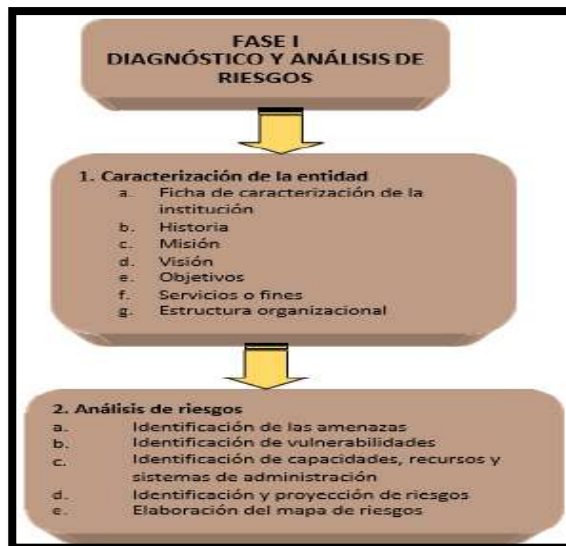 FASE I
DIAGNÓSTICO Y ANÁLISIS DE
RIESGOS
1. Caracterización de la entidad
a. Ficha de caracterización de la
institución
b. Historia
c. Misión
d. Visión
e. Objetivos
f. Servicios o fines
g. Estructura organizacional
2. Análisis de riesgos
a. Identificación de las amenazas
b. Identificación de vulnerabilidades
c. Identificación de capacidades, recursos y
sistemas de administración
d. Identificación y proyección de riesgos
e. Elaboración del mapa de riesgos